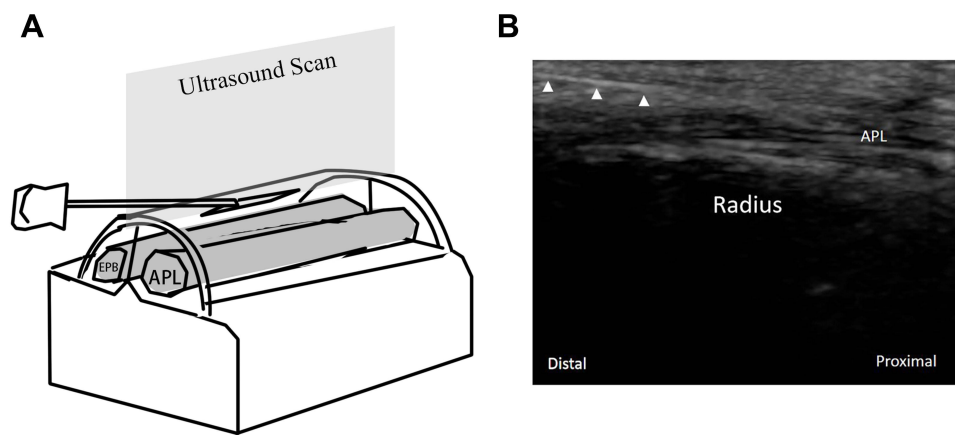 A
B
Ultrasound Scan
EPB
APL
APL
Radius
Distal
Proximal